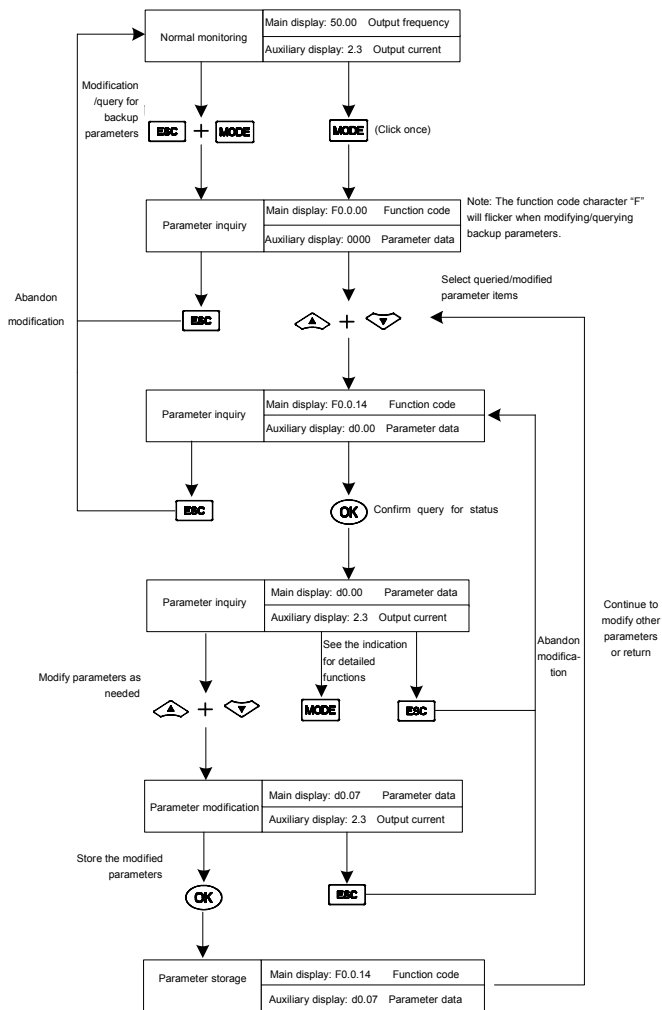 Normal monitoring
Main display: 50.00 Output frequency
Auxiliary display: 2.3 Output current
Modification
/query for
backup
parameters
ESC + MODE
MODE (Click once)
Parameter inquiry
Main display: F0.0.00 Function code
Auxiliary display: 0000 Parameter data
Note: The function code character “F”
will flicker when modifying/querying
backup parameters.
Abandon
modification
ESC
Select queried/modified
parameter items
▲ + ▼
Parameter inquiry
Main display: F0.0.14 Function code
Auxiliary display: d0.00 Parameter data
ESC
OK Confirm query for status
Parameter inquiry
Main display: d0.00 Parameter data
Auxiliary display: 2.3 Output current
Continue to
modify other
parameters
or return
Abandon
modifica-
tion
Modify parameters as
needed
▲ + ▼
See the indication
for detailed
functions
MODE
ESC
Parameter modification
Main display: d0.07 Parameter data
Auxiliary display: 2.3 Output current
Store the modified
parameters
OK
ESC
Parameter storage
Main display: F0.0.14 Function code
Auxiliary display: d0.07 Parameter data